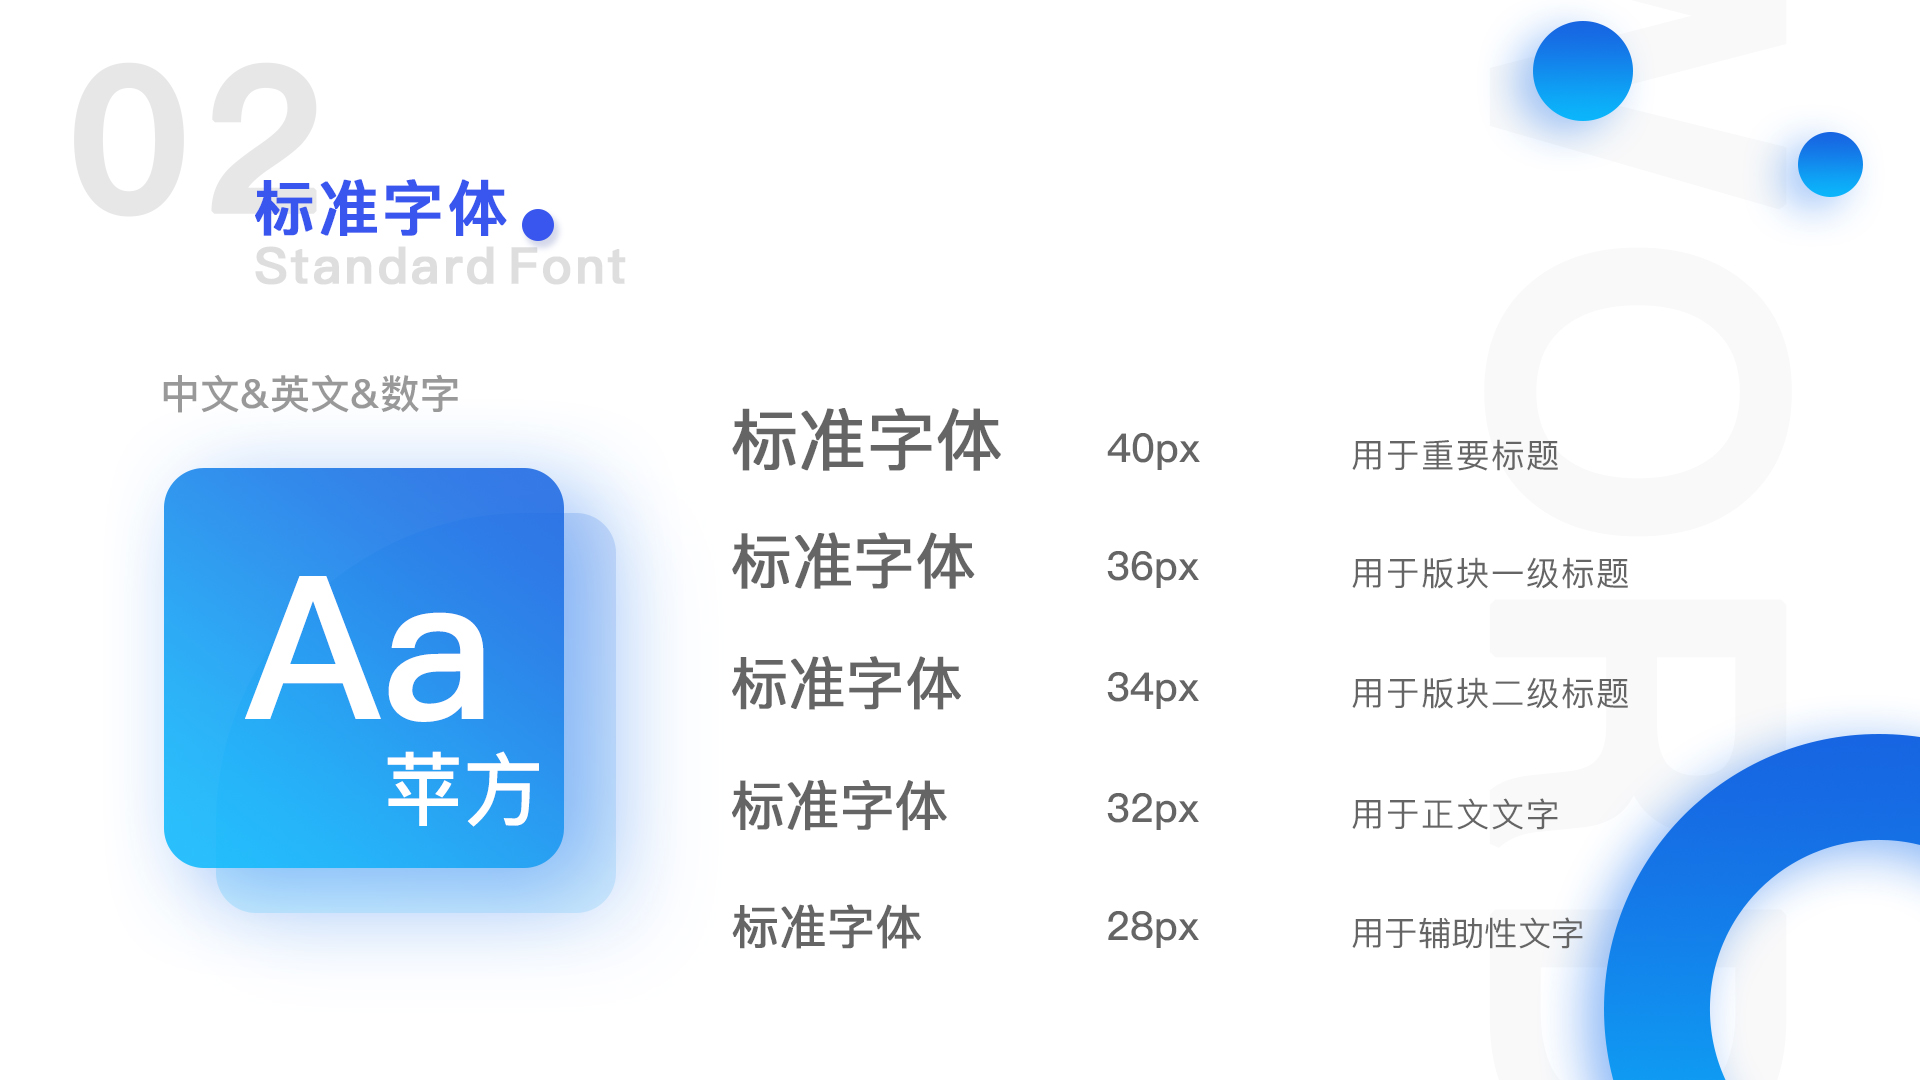 02
标准字体
Standard Font
中文&英文&数字
Aa
苹方
标准字体 40px 用于重要标题
标准字体 36px 用于版块一级标题
标准字体 34px 用于版块二级标题
标准字体 32px 用于正文文字
标准字体 28px 用于辅助性文字